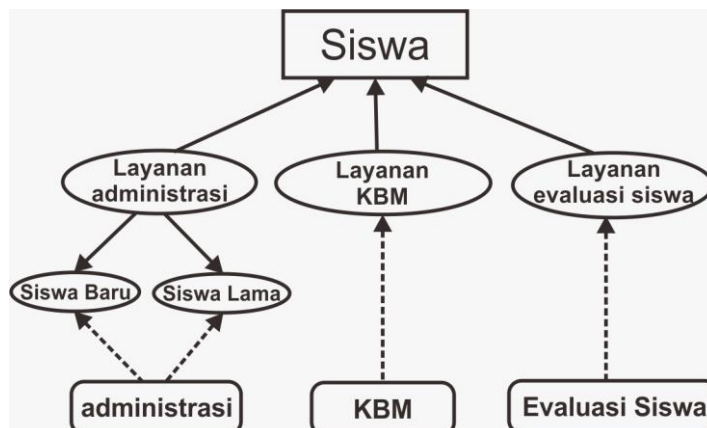 Siswa
Layanan
administrasi
Layanan
KBM
Layanan
evaluasi siswa
Siswa Baru
Siswa Lama
administrasi
KBM
Evaluasi Siswa